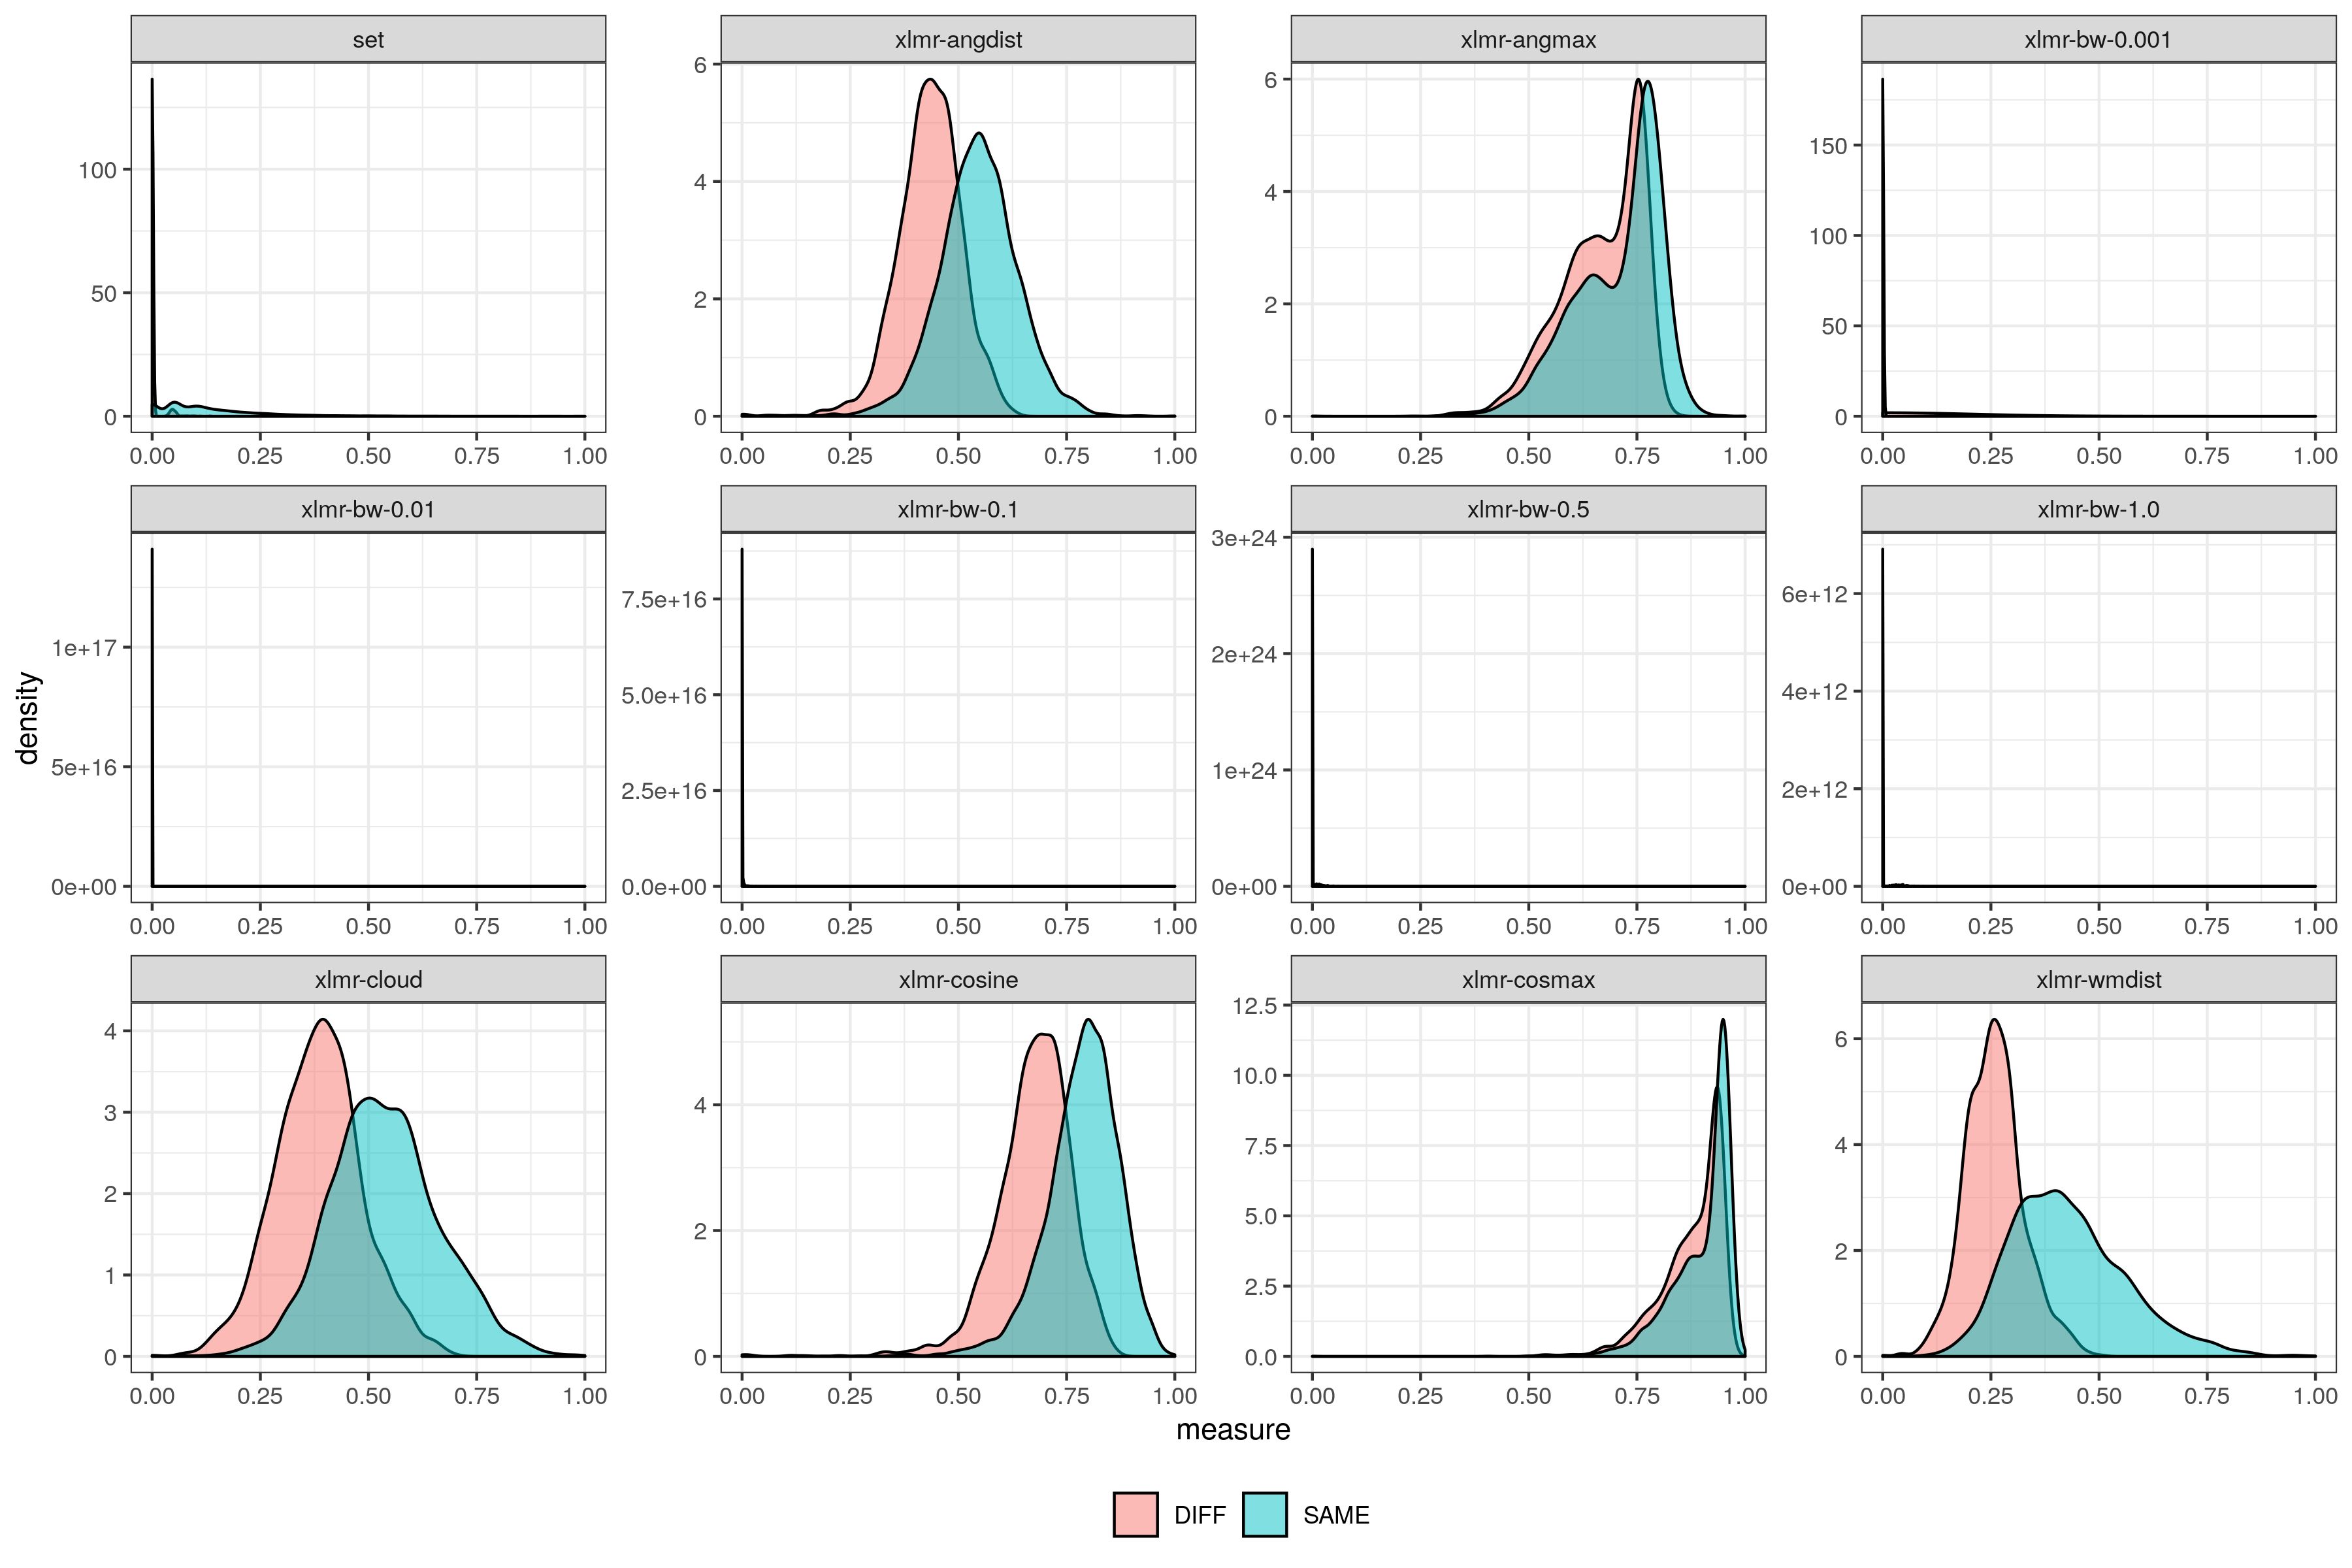 set
xlmr-angdist
xlmr-angmax
xlmr-bw-0.001
100
50
0
6
4
2
0
6
4
2
0
150
100
50
0
0.00 0.25 0.50 0.75 1.00
0.00 0.25 0.50 0.75 1.00
0.00 0.25 0.50 0.75 1.00
0.00 0.25 0.50 0.75 1.00
xlmr-bw-0.01
xlmr-bw-0.1
xlmr-bw-0.5
xlmr-bw-1.0
1e+17
5e+16
0e+00
7.5e+16
5.0e+16
2.5e+16
0.0e+00
3e+24
2e+24
1e+24
0e+00
6e+12
4e+12
2e+12
0e+00
0.00 0.25 0.50 0.75 1.00
0.00 0.25 0.50 0.75 1.00
0.00 0.25 0.50 0.75 1.00
0.00 0.25 0.50 0.75 1.00
density
xlmr-cloud
xlmr-cosine
xlmr-cosmax
xlmr-wmdist
4
3
2
1
0
4
2
0
12.5
10.0
7.5
5.0
2.5
0.0
6
4
2
0
0.00 0.25 0.50 0.75 1.00
0.00 0.25 0.50 0.75 1.00
0.00 0.25 0.50 0.75 1.00
0.00 0.25 0.50 0.75 1.00
measure
DIFF SAME